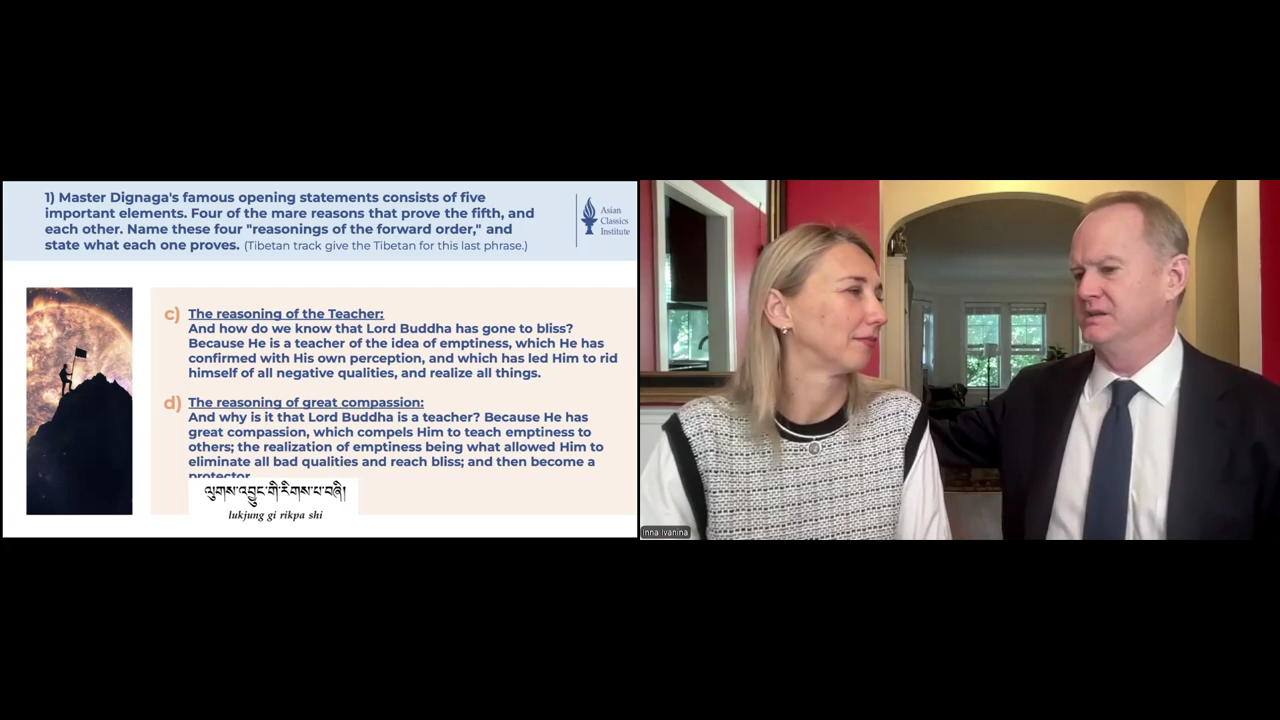 1) Master Dignaga's famous opening statements consists of five
important elements. Four of the mare reasons that prove the fifth, and
each other. Name these four "reasonings of the forward order," and
state what each one proves. (Tibetan track give the Tibetan for this last phrase.)
Asian
Classics
Institute
c) The reasoning of the Teacher:
And how do we know that Lord Buddha has gone to bliss?
Because He is a teacher of the idea of emptiness, which He has
confirmed with His own perception, and which has led Him to rid
himself of all negative qualities, and realize all things.
d) The reasoning of great compassion:
And why is it that Lord Buddha is a teacher? Because He has
great compassion, which compels Him to teach emptiness to
others; the realization of emptiness being what allowed Him to
eliminate all bad qualities and reach bliss; and then become a
protector.
ལུགས་འབྱུང་གི་རིགས་པ་བཞི།
lukjung gi rikpa shi
Inna Ivanina